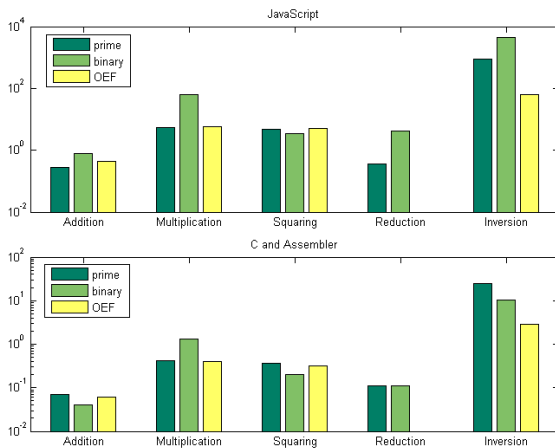 JavaScript
10^4
10^2
10^0
10^-2
prime
binary
OEF
Addition Multiplication Squaring Reduction Inversion
C and Assembler
10^2
10^1
10^0
10^-1
10^-2
prime
binary
OEF
Addition Multiplication Squaring Reduction Inversion